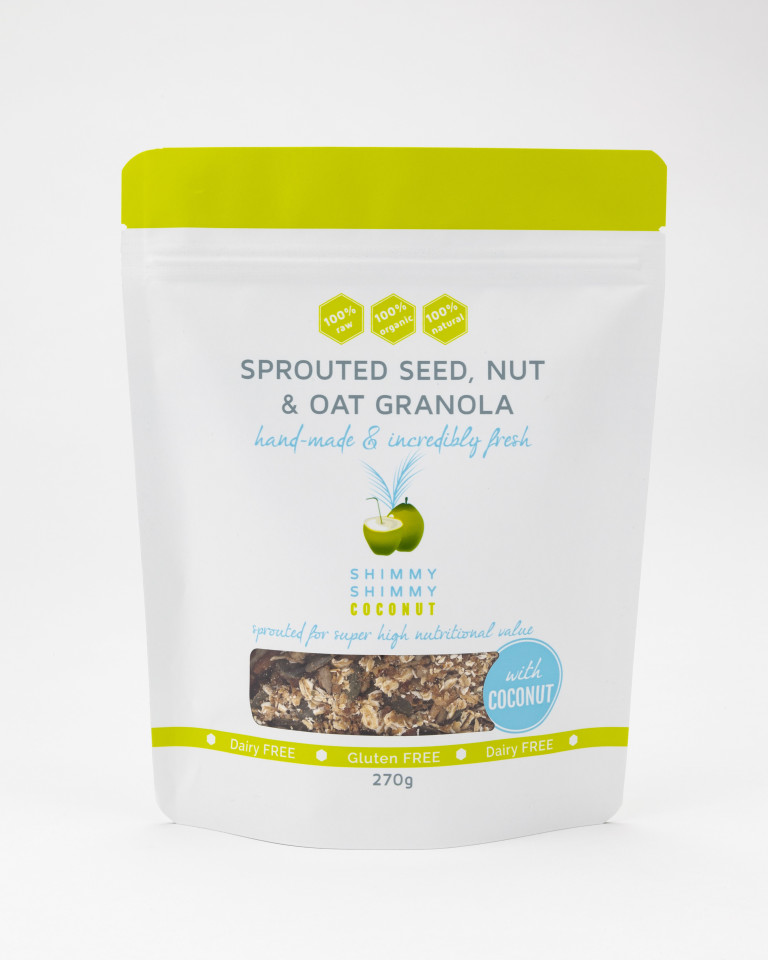 100% raw
100% organic
100% natural
SPROUTED SEED, NUT
& OAT GRANOLA
hand-made & incredibly fresh
SHIMMY
SHIMMY
COCONUT
sprouted for super high nutritional value
with
COCONUT
Dairy FREE Gluten FREE Dairy FREE
270g